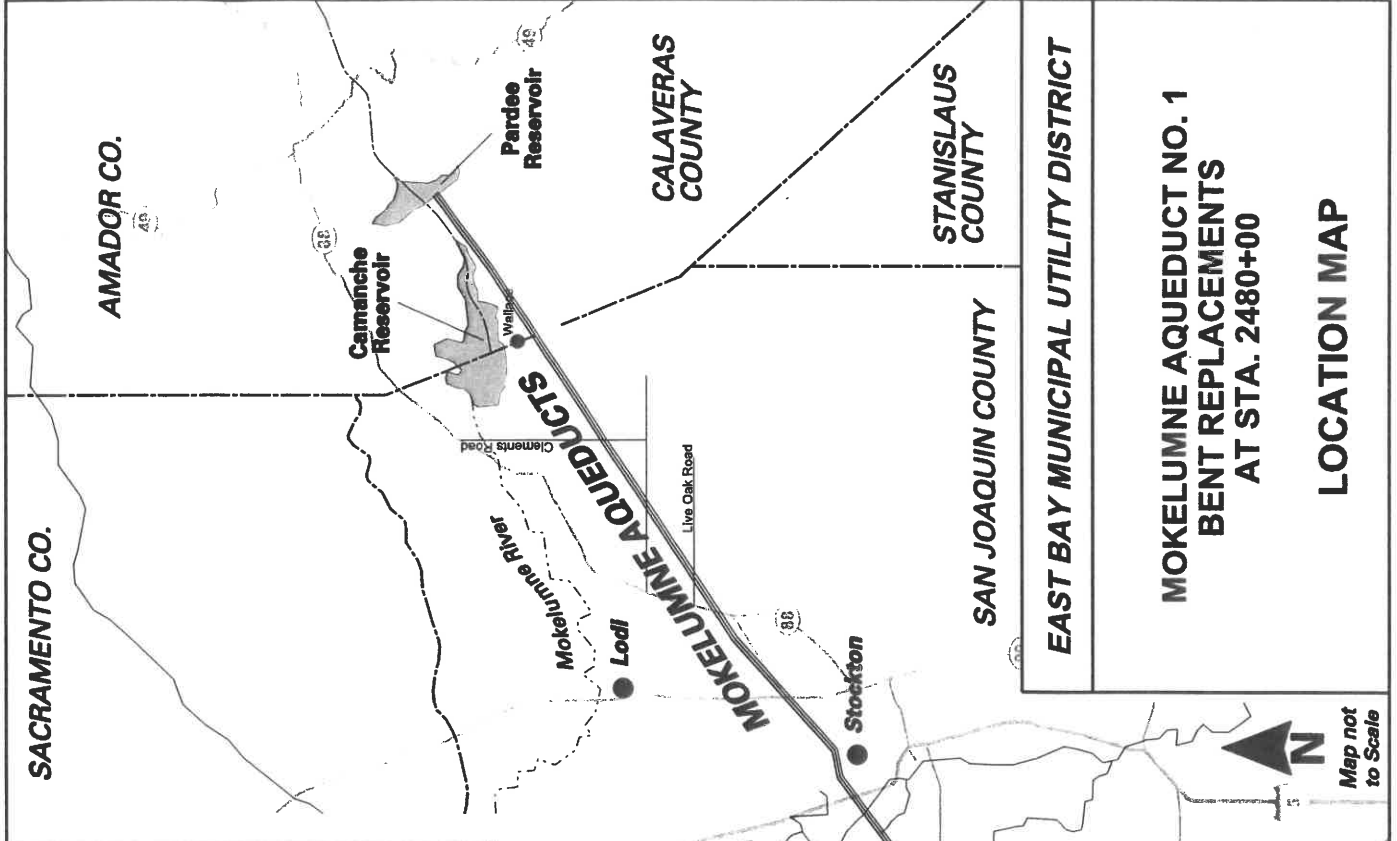 SACRAMENTO CO.
AMADOR CO.
49
88
49
Camanche
Reservoir
Pardee
Reservoir
CALAVERAS
COUNTY
Wallace
STANISLAUS
COUNTY
Clements Road
Mokelumne River
MOKELUMNE AQUEDUCTS
Live Oak Road
Lodi
88
Stockton
SAN JOAQUIN COUNTY
N
Map not
to Scale
EAST BAY MUNICIPAL UTILITY DISTRICT
MOKELUMNE AQUEDUCT NO. 1
BENT REPLACEMENTS
AT STA. 2480+00
LOCATION MAP